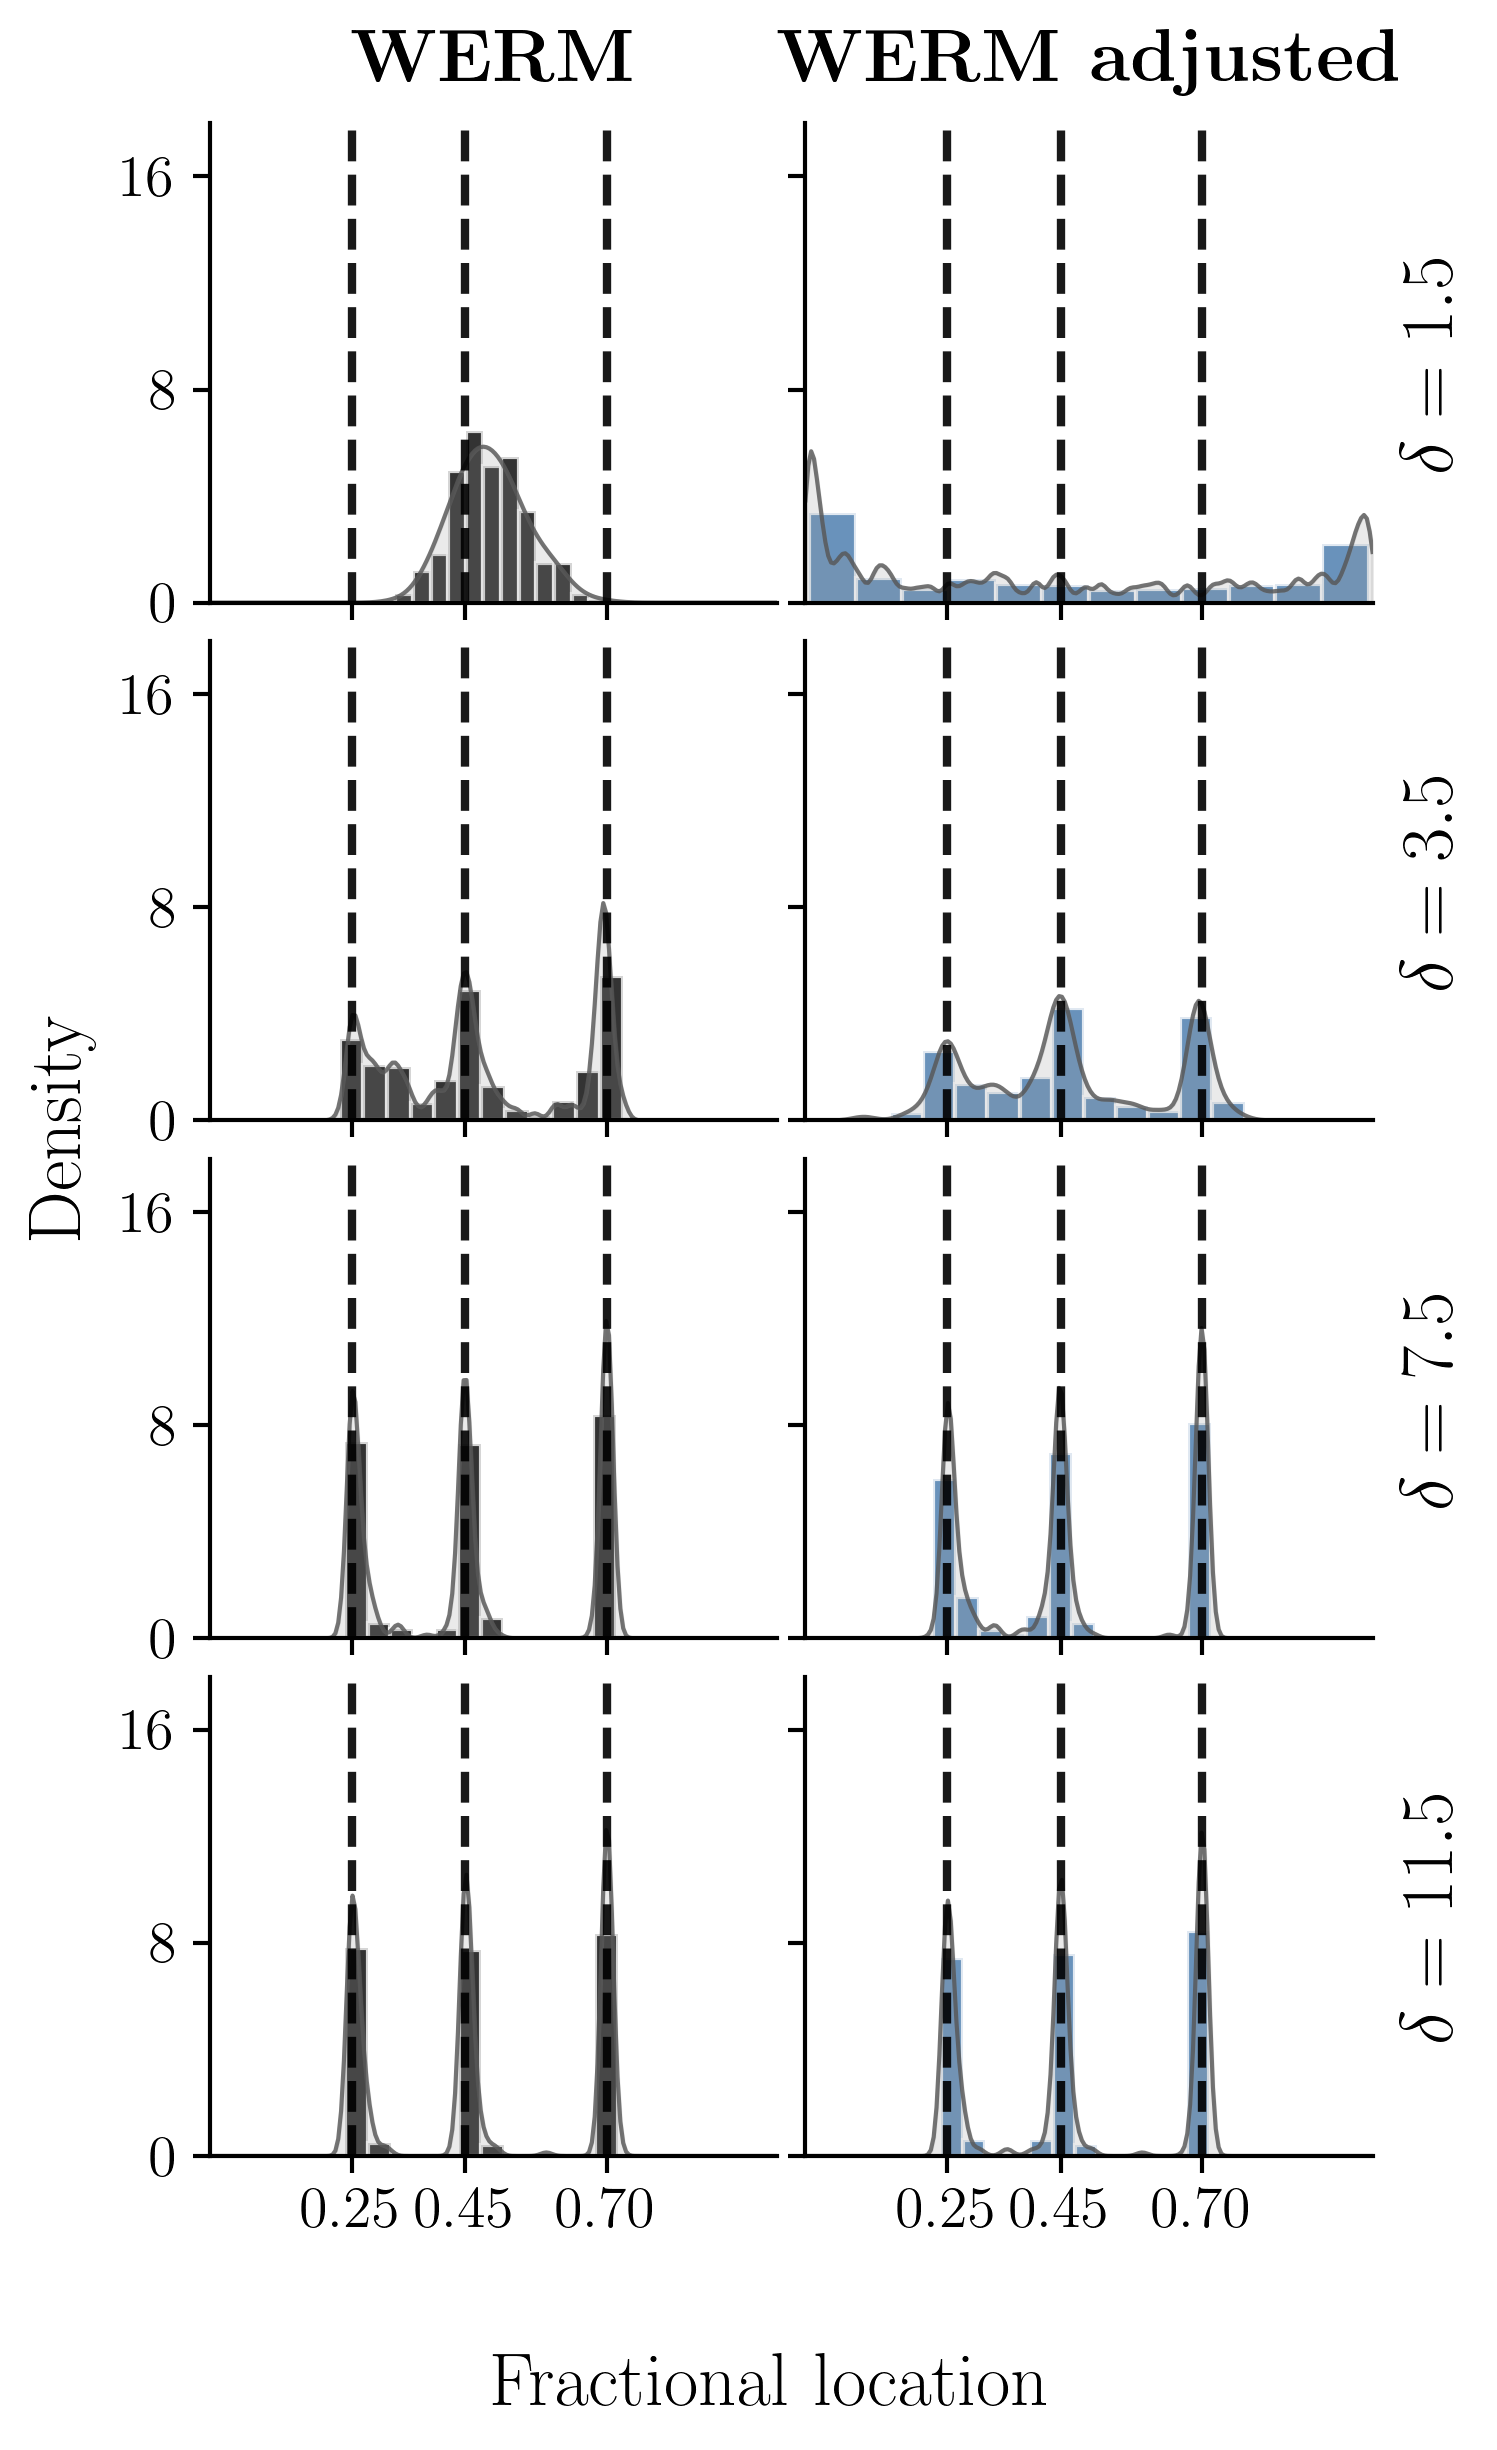 WERM WERM adjusted
16
8
0
δ = 1.5
16
8
0
δ = 3.5
Density
16
8
0
δ = 7.5
16
8
0
δ = 11.5
0.25 0.45 0.70 0.25 0.45 0.70
Fractional location